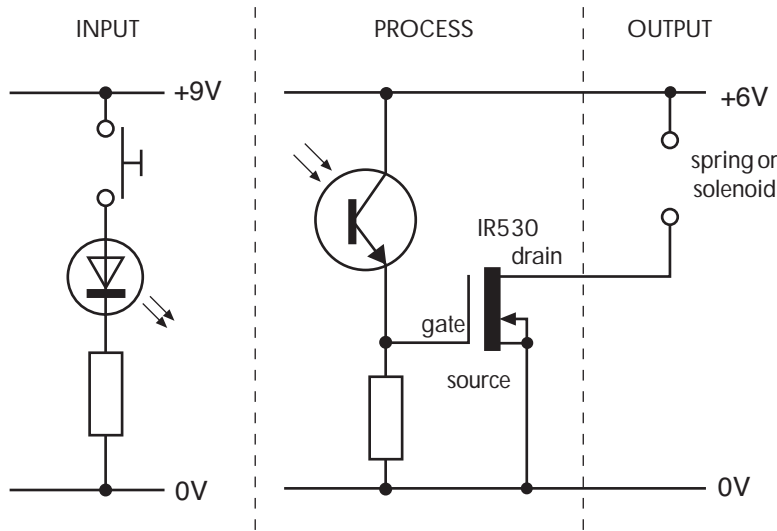 INPUT
PROCESS
OUTPUT
+9V
+6V
spring or
solenoid
IR530
drain
gate
source
0V
0V